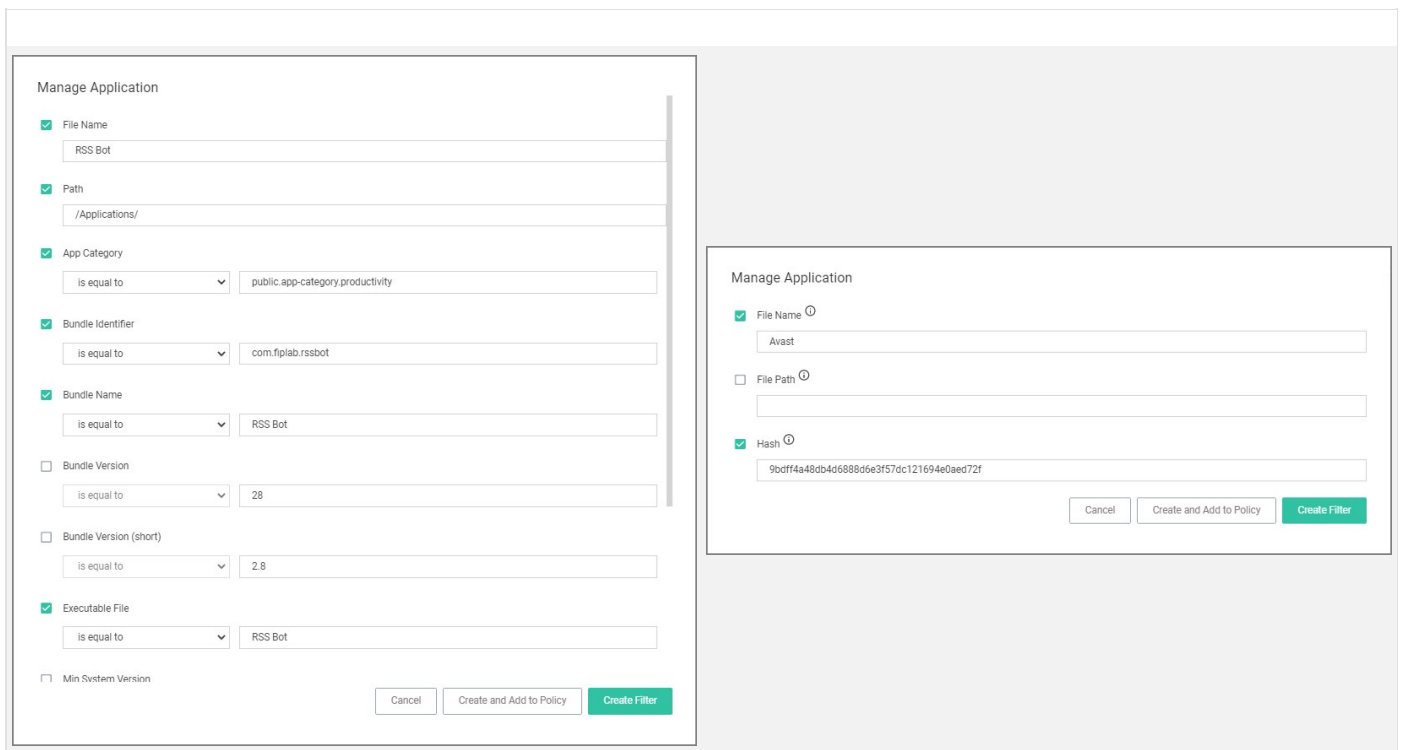 Manage Application
File Name
RSS Bot
Path
/Applications/
App Category
is equal to public.app-category.productivity
Bundle Identifier
is equal to com.fiplab.rssbot
Bundle Name
is equal to RSS Bot
Bundle Version
is equal to 28
Bundle Version (short)
is equal to 2.8
Executable File
is equal to RSS Bot
Min System Version
Cancel Create and Add to Policy Create Filter
Manage Application
File Name
Avast
File Path
Hash
9bdff4a48db4d6888d6e3f57dc121694e0aed72f
Cancel Create and Add to Policy Create Filter